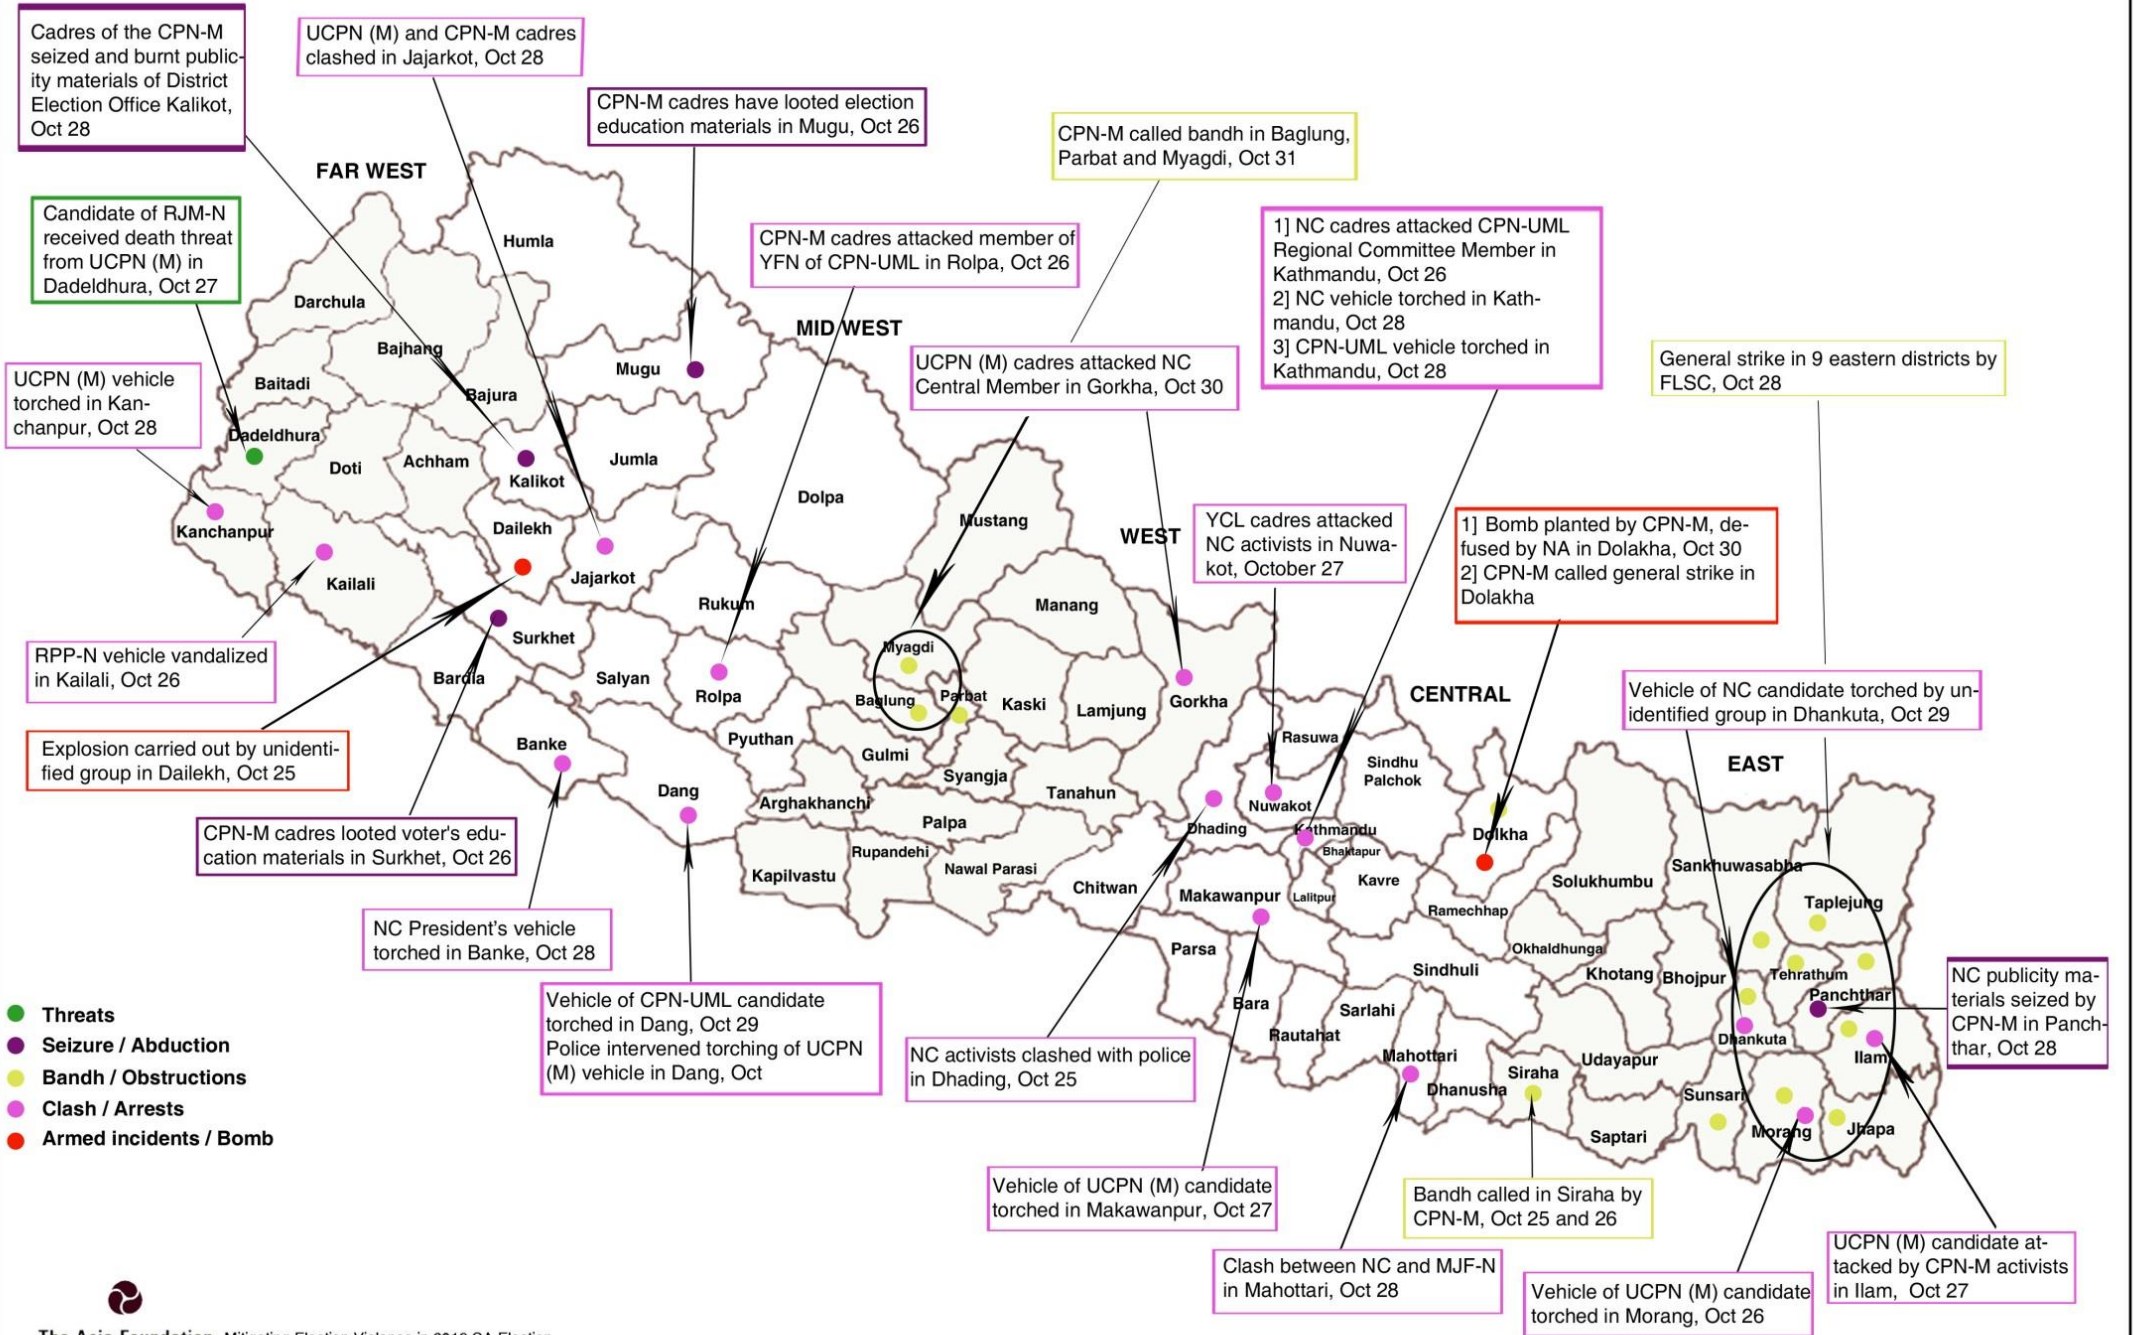 Cadres of the CPN-M
seized and burnt public-
ity materials of District
Election Office Kalikot,
Oct 28
UCPN (M) and CPN-M cadres
clashed in Jajarkot, Oct 28
CPN-M cadres have looted election
education materials in Mugu, Oct 26
CPN-M called bandh in Baglung,
Parbat and Myagdi, Oct 31
FAR WEST
Candidate of RJM-N
received death threat
from UCPN (M) in
Dadeldhura, Oct 27
CPN-M cadres attacked member of
YFN of CPN-UML in Rolpa, Oct 26
1] NC cadres attacked CPN-UML
Regional Committee Member in
Kathmandu, Oct 26
2] NC vehicle torched in Kath-
mandu, Oct 28
3] CPN-UML vehicle torched in
Kathmandu, Oct 28
MID WEST
UCPN (M) cadres attacked NC
Central Member in Gorkha, Oct 30
General strike in 9 eastern districts by
FLSC, Oct 28
UCPN (M) vehicle
torched in Kan-
chanpur, Oct 28
Humla
Darchula
Bajhang
Baitadi
Bajura
Mugu
Dadeldhura
Doti
Achham
Kalikot
Jumla
Dolpa
Mustang
Kanchanpur
Dailekh
Kailali
Jajarkot
WEST
YCL cadres attacked
NC activists in Nuwa-
kot, October 27
1] Bomb planted by CPN-M, de-
fused by NA in Dolakha, Oct 30
2] CPN-M called general strike in
Dolakha
Rukum
Manang
Surkhet
Myagdi
RPP-N vehicle vandalized
in Kailali, Oct 26
Bardia
Salyan
Rolpa
Baglung
Parbat
Kaski
Lamjung
Gorkha
CENTRAL
Vehicle of NC candidate torched by un-
identified group in Dhankuta, Oct 29
Explosion carried out by unidenti-
fied group in Dailekh, Oct 25
Banke
Pyuthan
Gulmi
Rasuwa
Sindhu
Palchok
EAST
Dang
Arghakhanchi
Syangja
Tanahun
Nuwakot
CPN-M cadres looted voter's edu-
cation materials in Surkhet, Oct 26
Palpa
Dhading
Kathmandu
Dolkha
Rupandehi
Bhaktapur
Kapilvastu
Nawal Parasi
Chitwan
Makawanpur
Lalitpur
Kavre
Ramechhap
Solukhumbu
Sankhuwasabha
Taplejung
NC President's vehicle
torched in Banke, Oct 28
Parsa
Sindhuli
Okhaldhunga
Khotang
Bhojpur
Tehrathum
Panchthar
NC publicity ma-
terials seized by
CPN-M in Panch-
thar, Oct 28
Vehicle of CPN-UML candidate
torched in Dang, Oct 29
Police intervened torching of UCPN
(M) vehicle in Dang, Oct
Bara
Rautahat
Sarlahi
Mahottari
Dhanusha
Siraha
Udayapur
Dhankuta
Ilam
NC activists clashed with police
in Dhading, Oct 25
Sunsari
Saptari
Morang
Jhapa
Threats
Seizure / Abduction
Bandh / Obstructions
Clash / Arrests
Armed incidents / Bomb
Vehicle of UCPN (M) candidate
torched in Makawanpur, Oct 27
Bandh called in Siraha by
CPN-M, Oct 25 and 26
Clash between NC and MJF-N
in Mahottari, Oct 28
Vehicle of UCPN (M) candidate
torched in Morang, Oct 26
UCPN (M) candidate at-
tacked by CPN-M activists
in Ilam, Oct 27
The Asia Foundation Mitigating Election Violence in 2013 CA Election